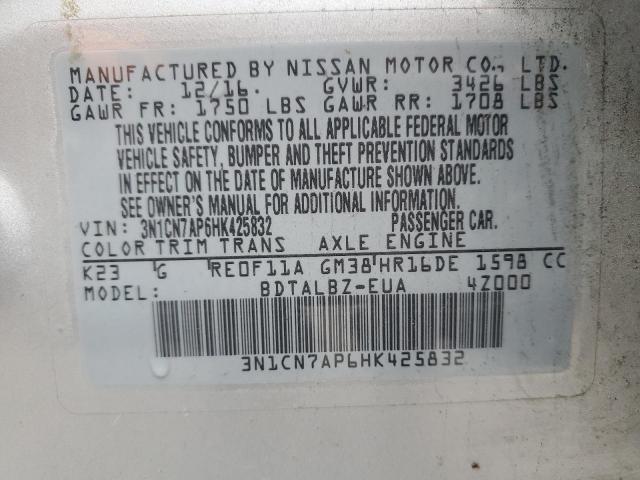 MANUFACTURED BY NISSAN MOTOR CO., LTD.
DATE: 12/16. GVWR: 3426 LBS
GAWR FR: 1750 LBS GAWR RR: 1708 LBS
THIS VEHICLE CONFORMS TO ALL APPLICABLE FEDERAL MOTOR
VEHICLE SAFETY, BUMPER AND THEFT PREVENTION STANDARDS
IN EFFECT ON THE DATE OF MANUFACTURE SHOWN ABOVE.
SEE OWNER'S MANUAL FOR ADDITIONAL INFORMATION.
VIN: 3N1CN7AP6HK425832 PASSENGER CAR.
COLOR TRIM TRANS AXLE ENGINE
K23 G RE0F11A GM38 HR16DE 1598 CC
MODEL: BDTALBZ-EUA 4Z000
3N1CN7AP6HK425832